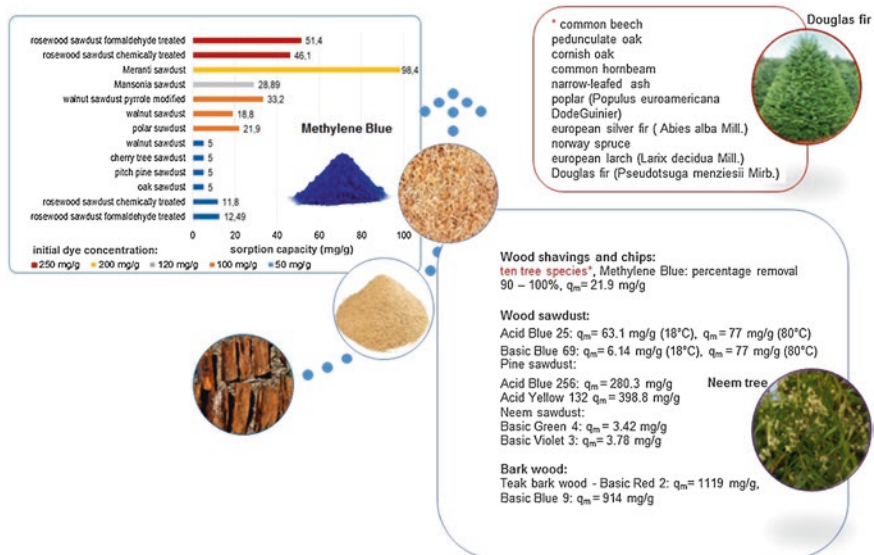 rosewood sawdust formaldehyde treated 51,4
rosewood sawdust chemically treated 46,1
Meranti sawdust 98,4
Mansonia sawdust 28,89
walnut sawdust pyrrole modified 33,2
walnut sawdust 18,8
polar suwdust 21,9
walnut sawdust 5
cherry tree sawdust 5
pitch pine sawdust 5
oak sawdust 5
rosewood sawdust chemically treated 11,8
rosewood sawdust formaldehyde treated 12,49
Methylene Blue
0 20 40 60 80 100
initial dye concentration: sorption capacity (mg/g)
250 mg/g 200 mg/g 120 mg/g 100 mg/g 50 mg/g
* common beech
pedunculate oak
cornish oak
common hornbeam
narrow-leafed ash
poplar (Populus euroamericana
DodeGuinier)
european silver fir ( Abies alba Mill.)
norway spruce
european larch (Larix decidua Mill.)
Douglas fir (Pseudotsuga menziesii Mirb.)
Douglas fir
Wood shavings and chips:
ten tree species*, Methylene Blue: percentage removal
90 – 100%, qm= 21.9 mg/g
Wood sawdust:
Acid Blue 25: qm= 63.1 mg/g (18°C), qm = 77 mg/g (80°C)
Basic Blue 69: qm= 6.14 mg/g (18°C), qm = 77 mg/g (80°C)
Pine sawdust:
Acid Blue 256: qm = 280.3 mg/g
Acid Yellow 132 qm = 398.8 mg/g
Neem sawdust:
Basic Green 4: qm = 3.42 mg/g
Basic Violet 3: qm = 3.78 mg/g
Neem tree
Bark wood:
Teak bark wood - Basic Red 2: qm= 1119 mg/g,
Basic Blue 9: qm = 914 mg/g